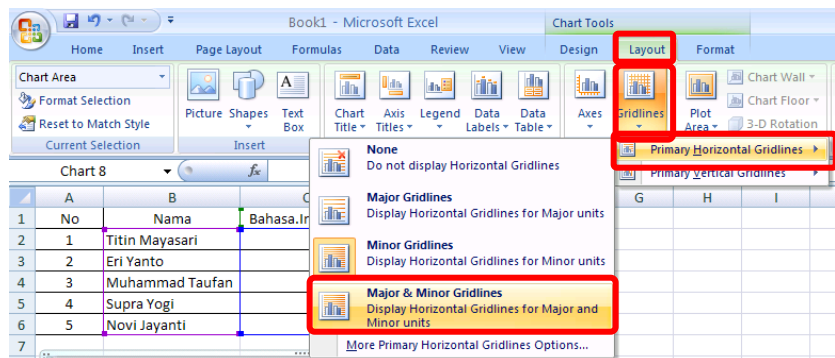 Book1 - Microsoft Excel
Chart Tools
Home Insert Page Layout Formulas Data Review View Design Layout Format
Chart Area
Format Selection
Reset to Match Style
Current Selection
Picture Shapes Text Box
Insert
Chart Title Axis Titles Legend Data Labels Data Table
Axes Gridlines
Plot Area
Chart Wall
Chart Floor
3-D Rotation
Primary Horizontal Gridlines
Primary Vertical Gridlines
None
Do not display Horizontal Gridlines
Major Gridlines
Display Horizontal Gridlines for Major units
Minor Gridlines
Display Horizontal Gridlines for Minor units
Major & Minor Gridlines
Display Horizontal Gridlines for Major and
Minor units
More Primary Horizontal Gridlines Options...
Chart 8
fx
A B C G H I
1 No Nama
2 1 Titin Mayasari
3 2 Eri Yanto
4 3 Muhammad Taufan
5 4 Supra Yogi
6 5 Novi Jayanti
7